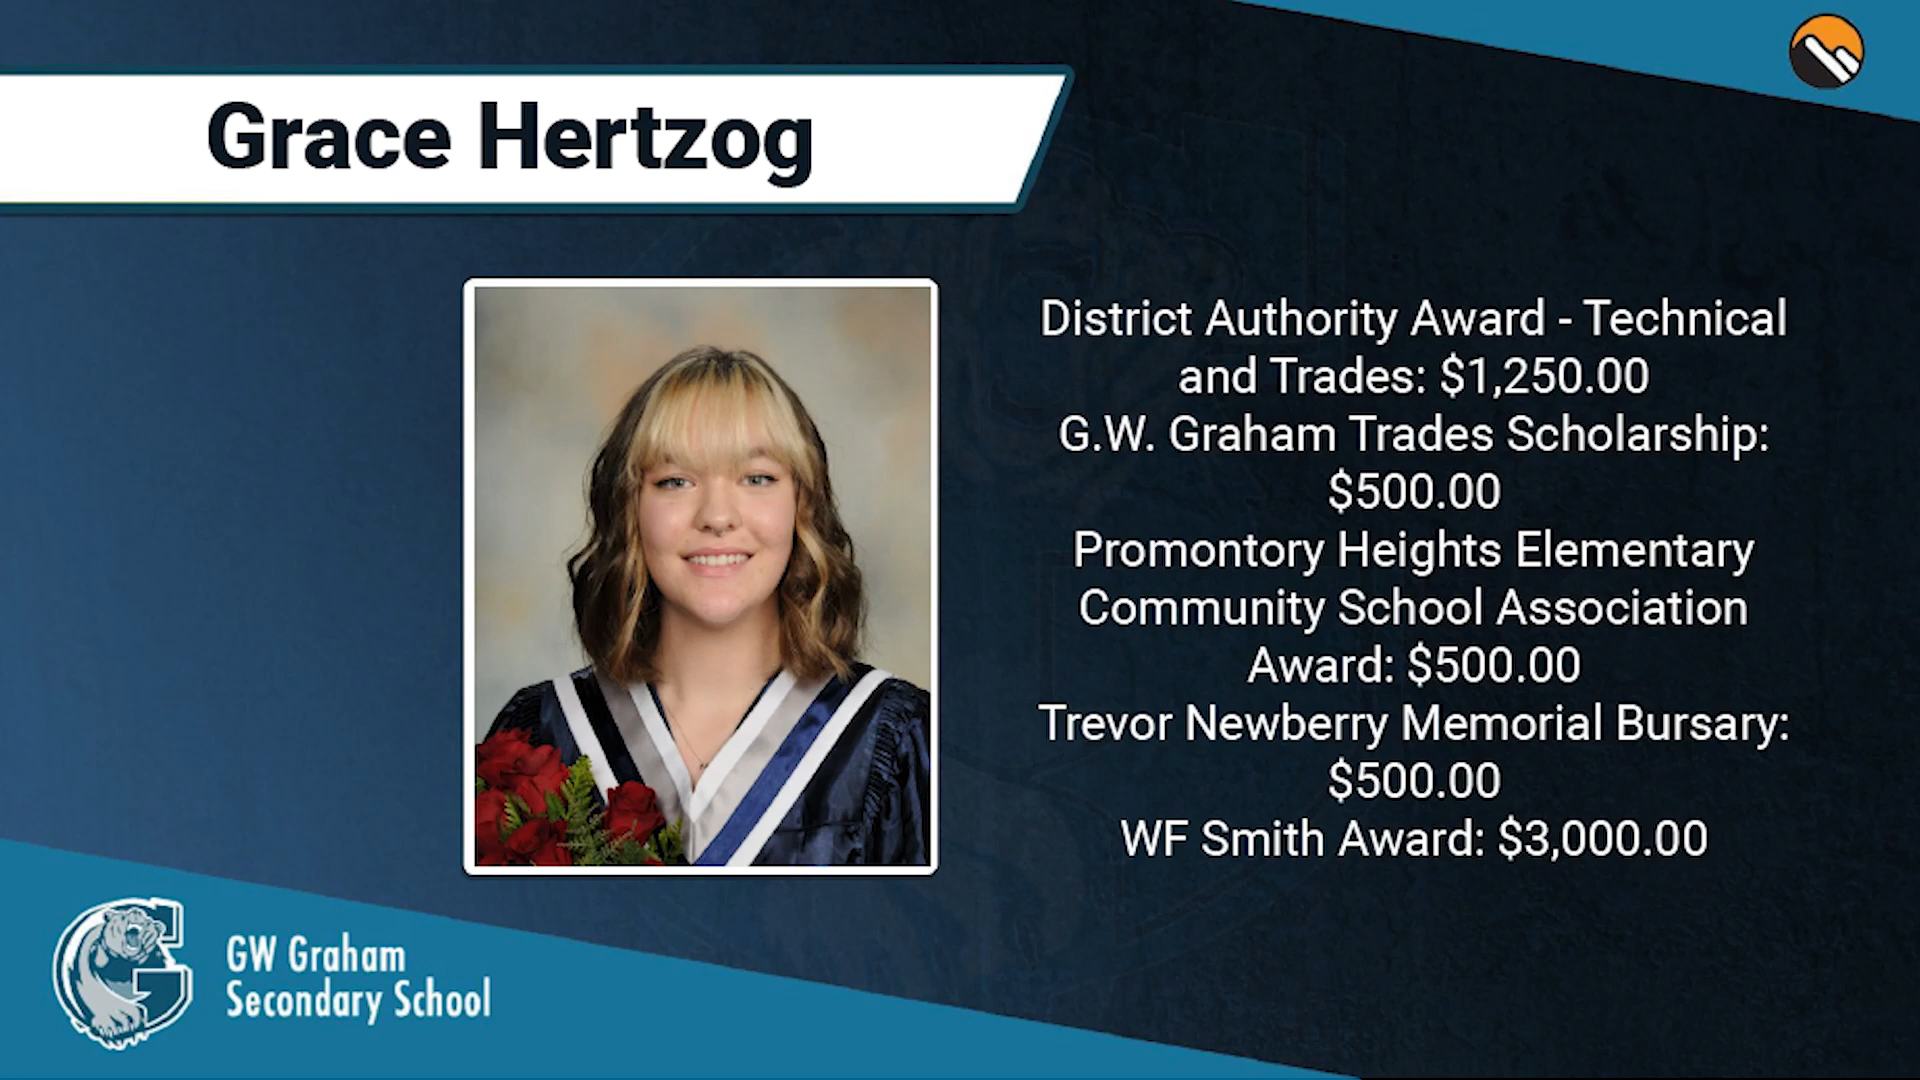 Grace Hertzog
District Authority Award - Technical
and Trades: $1,250.00
G.W. Graham Trades Scholarship:
$500.00
Promontory Heights Elementary
Community School Association
Award: $500.00
Trevor Newberry Memorial Bursary:
$500.00
WF Smith Award: $3,000.00
GW Graham
Secondary School